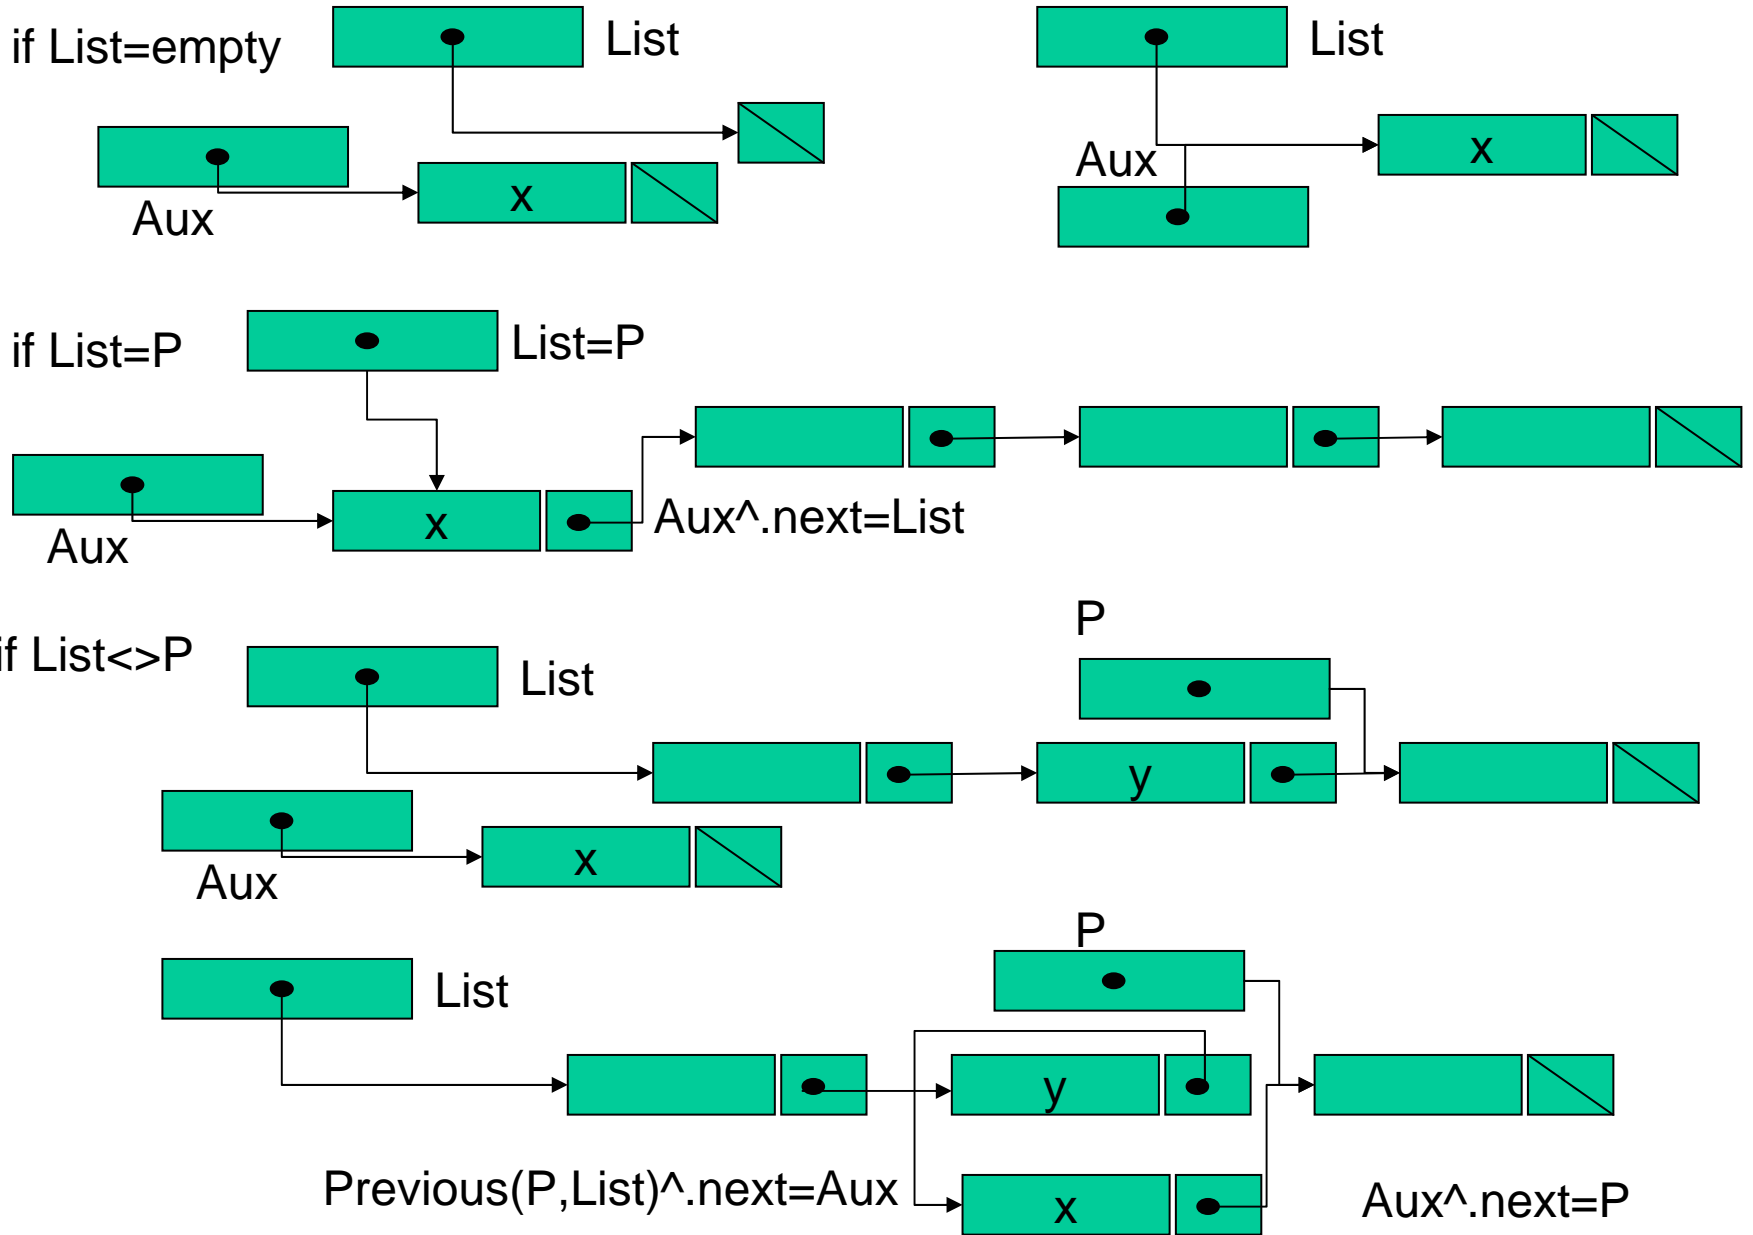 if List=empty
List
Aux
x
List
Aux
x
if List=P
List=P
Aux
x
Aux^.next=List
if List<>P
List
P
y
Aux
x
List
P
y
Previous(P,List)^.next=Aux
x
Aux^.next=P